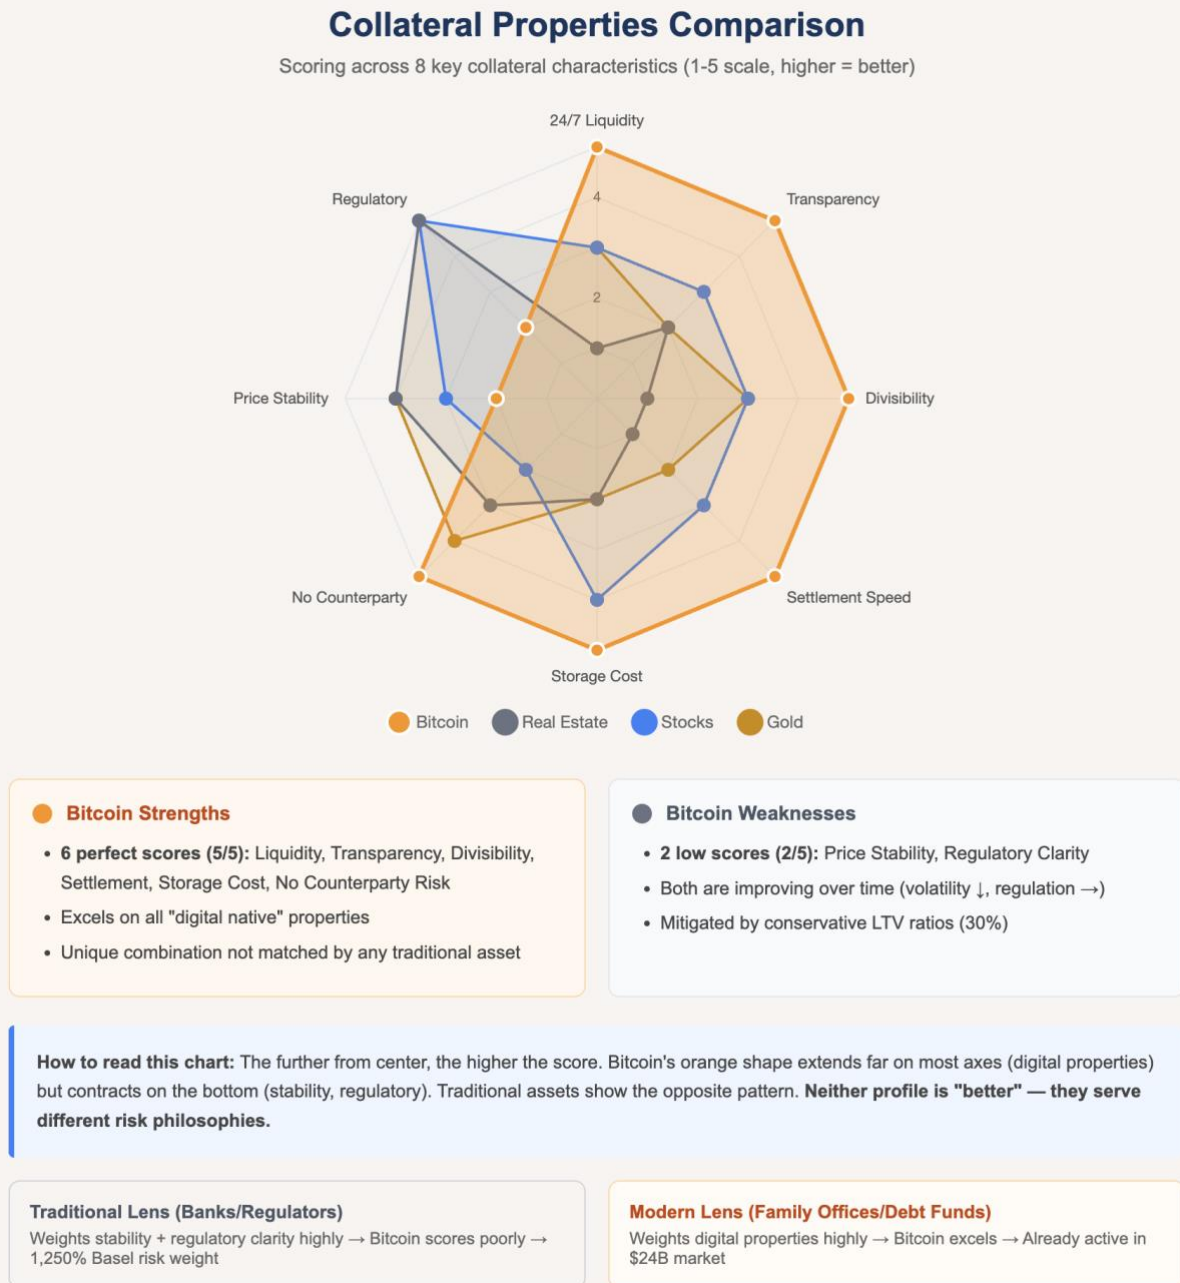 Collateral Properties Comparison
Scoring across 8 key collateral characteristics (1-5 scale, higher = better)
24/7 Liquidity
Regulatory
Transparency
4
2
Price Stability
Divisibility
No Counterparty
Settlement Speed
Storage Cost
Bitcoin
Real Estate
Stocks
Gold
Bitcoin Strengths
• 6 perfect scores (5/5): Liquidity, Transparency, Divisibility,
Settlement, Storage Cost, No Counterparty Risk
• Excels on all "digital native" properties
• Unique combination not matched by any traditional asset
Bitcoin Weaknesses
• 2 low scores (2/5): Price Stability, Regulatory Clarity
• Both are improving over time (volatility ↓, regulation →)
• Mitigated by conservative LTV ratios (30%)
How to read this chart: The further from center, the higher the score. Bitcoin's orange shape extends far on most axes (digital properties)
but contracts on the bottom (stability, regulatory). Traditional assets show the opposite pattern. Neither profile is "better" — they serve
different risk philosophies.
Traditional Lens (Banks/Regulators)
Weights stability + regulatory clarity highly → Bitcoin scores poorly →
1,250% Basel risk weight
Modern Lens (Family Offices/Debt Funds)
Weights digital properties highly → Bitcoin excels → Already active in
$24B market